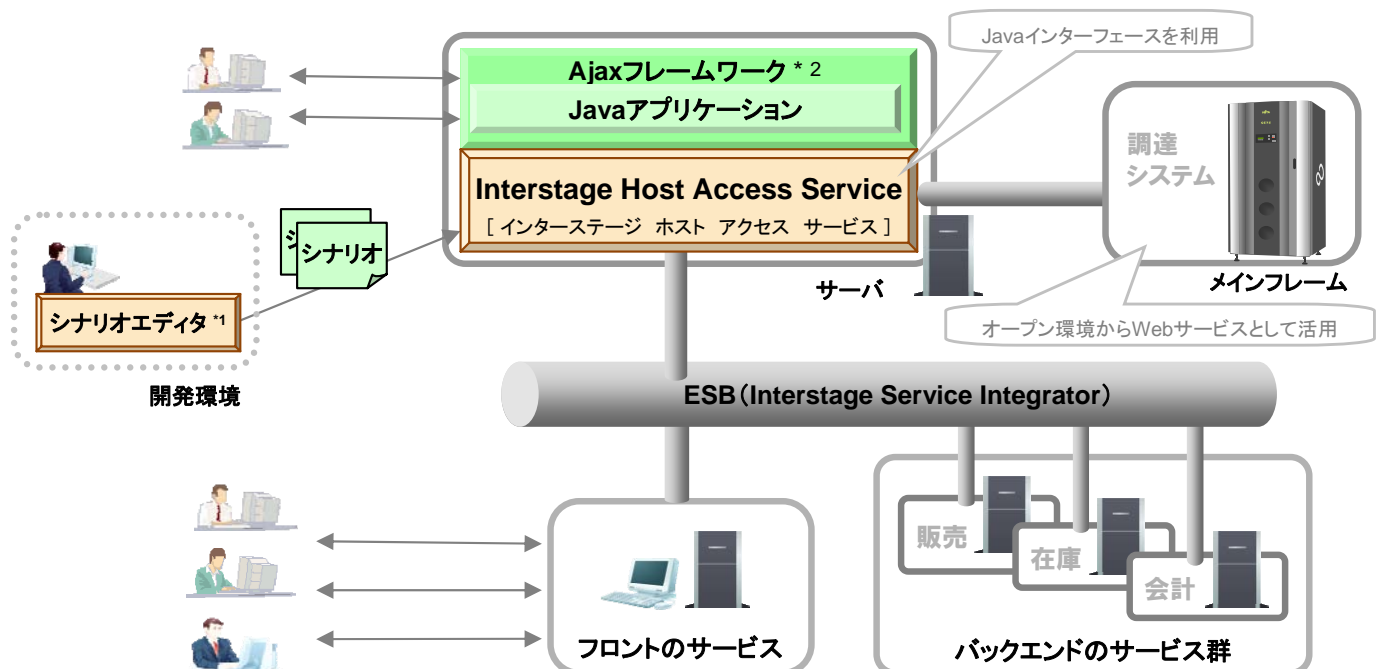 Javaインターフェースを利用
Ajaxフレームワーク * 2
Javaアプリケーション
Interstage Host Access Service
[ インターステージ ホスト アクセス サービス ]
調達
システム
メインフレーム
サーバ
オープン環境からWebサービスとして活用
シ
シナリオ
シナリオエディタ *1
開発環境
ESB（Interstage Service Integrator）
販売
在庫
会計
フロントのサービス
バックエンドのサービス群